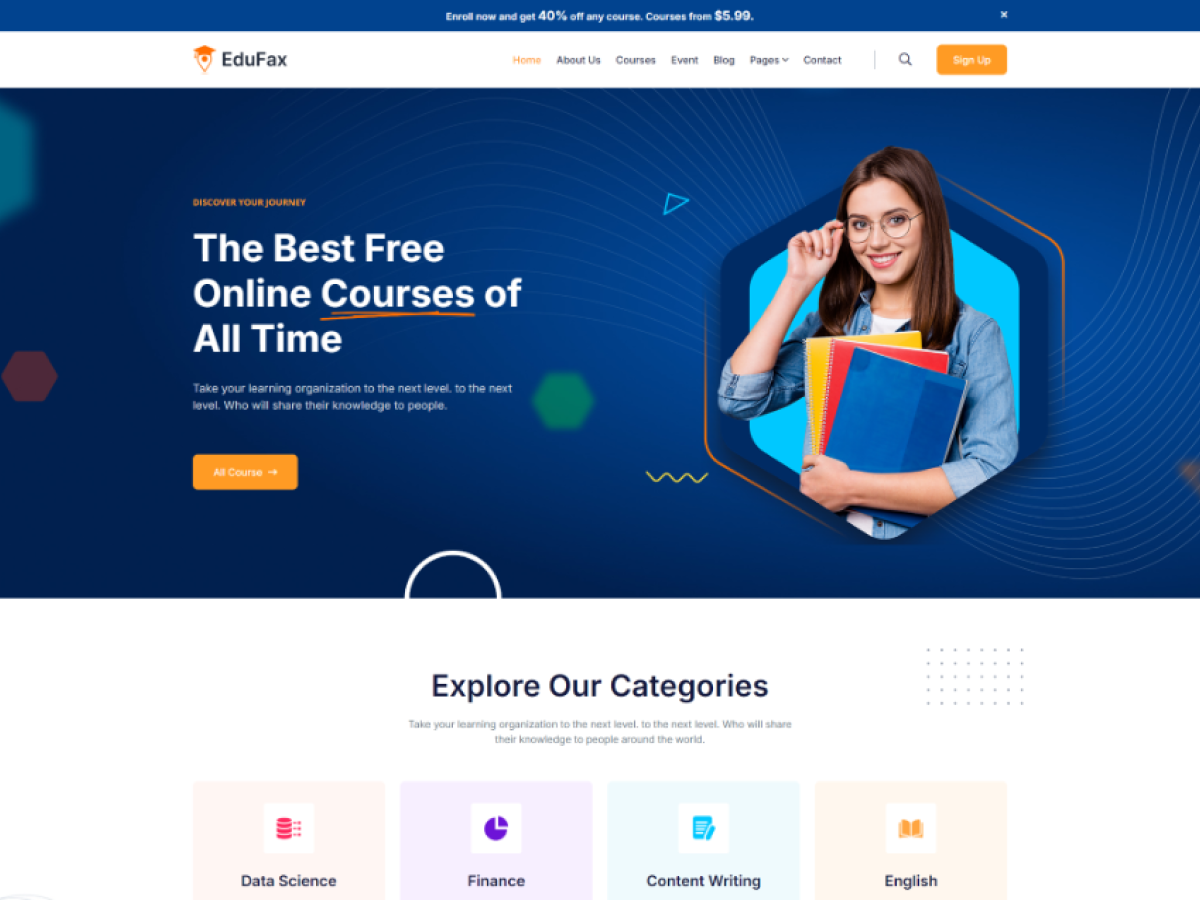 Enroll now and get 40% off any course. Courses from $5.99.
EduFax
Home About Us Courses Event Blog Pages Contact
Sign Up
DISCOVER YOUR JOURNEY
The Best Free
Online Courses of
All Time
Take your learning organization to the next level. to the next
level. Who will share their knowledge to people.
All Course
Explore Our Categories
Take your learning organization to the next level. to the next level. Who will share
their knowledge to people around the world.
Data Science
Finance
Content Writing
English